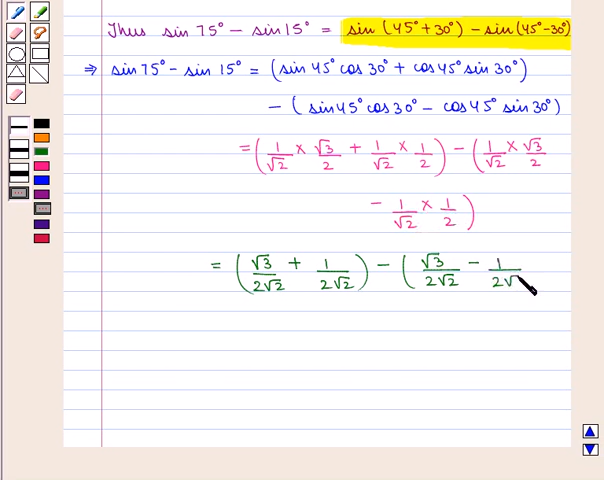 Thus sin 75° − sin 15° = sin (45° + 30°) − sin (45° − 30°)
⇒ sin 75° − sin 15° = (sin 45° cos 30° + cos 45° sin 30°)
− (sin 45° cos 30° − cos 45° sin 30°)
= (1/√2 × √3/2 + 1/√2 × 1/2) − (1/√2 × √3/2
− 1/√2 × 1/2)
= (√3/2√2 + 1/2√2) − (√3/2√2 − 1/2√